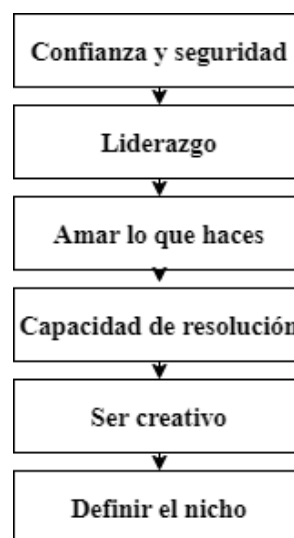 Confianza y seguridad
Liderazgo
Amar lo que haces
Capacidad de resolución
Ser creativo
Definir el nicho